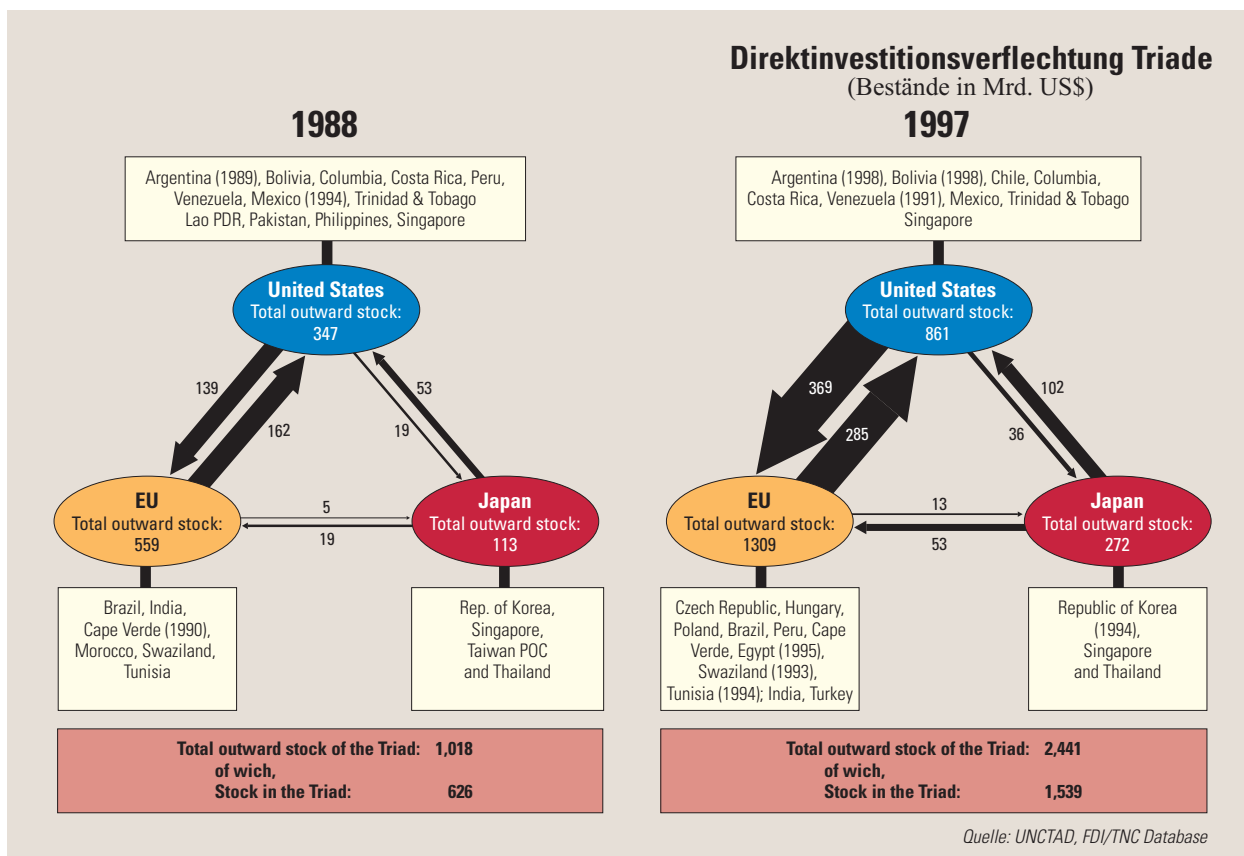 Direktinvestitionsverflechtung Triade
(Bestände in Mrd. US$)
1988
Argentina (1989), Bolivia, Columbia, Costa Rica, Peru,
Venezuela, Mexico (1994), Trinidad & Tobago
Lao PDR, Pakistan, Philippines, Singapore
United States
Total outward stock:
347
139
162
53
19
EU
Total outward stock:
559
5
19
Japan
Total outward stock:
113
Brazil, India,
Cape Verde (1990),
Morocco, Swaziland,
Tunisia
Rep. of Korea,
Singapore,
Taiwan POC
and Thailand
Total outward stock of the Triad: 1,018
of wich,
Stock in the Triad: 626
1997
Argentina (1998), Bolivia (1998), Chile, Columbia,
Costa Rica, Venezuela (1991), Mexico, Trinidad & Tobago
Singapore
United States
Total outward stock:
861
369
285
102
36
EU
Total outward stock:
1309
13
53
Japan
Total outward stock:
272
Czech Republic, Hungary,
Poland, Brazil, Peru, Cape
Verde, Egypt (1995),
Swaziland (1993),
Tunisia (1994); India, Turkey
Republic of Korea
(1994),
Singapore
and Thailand
Total outward stock of the Triad: 2,441
of wich,
Stock in the Triad: 1,539
Quelle: UNCTAD, FDI/TNC Database